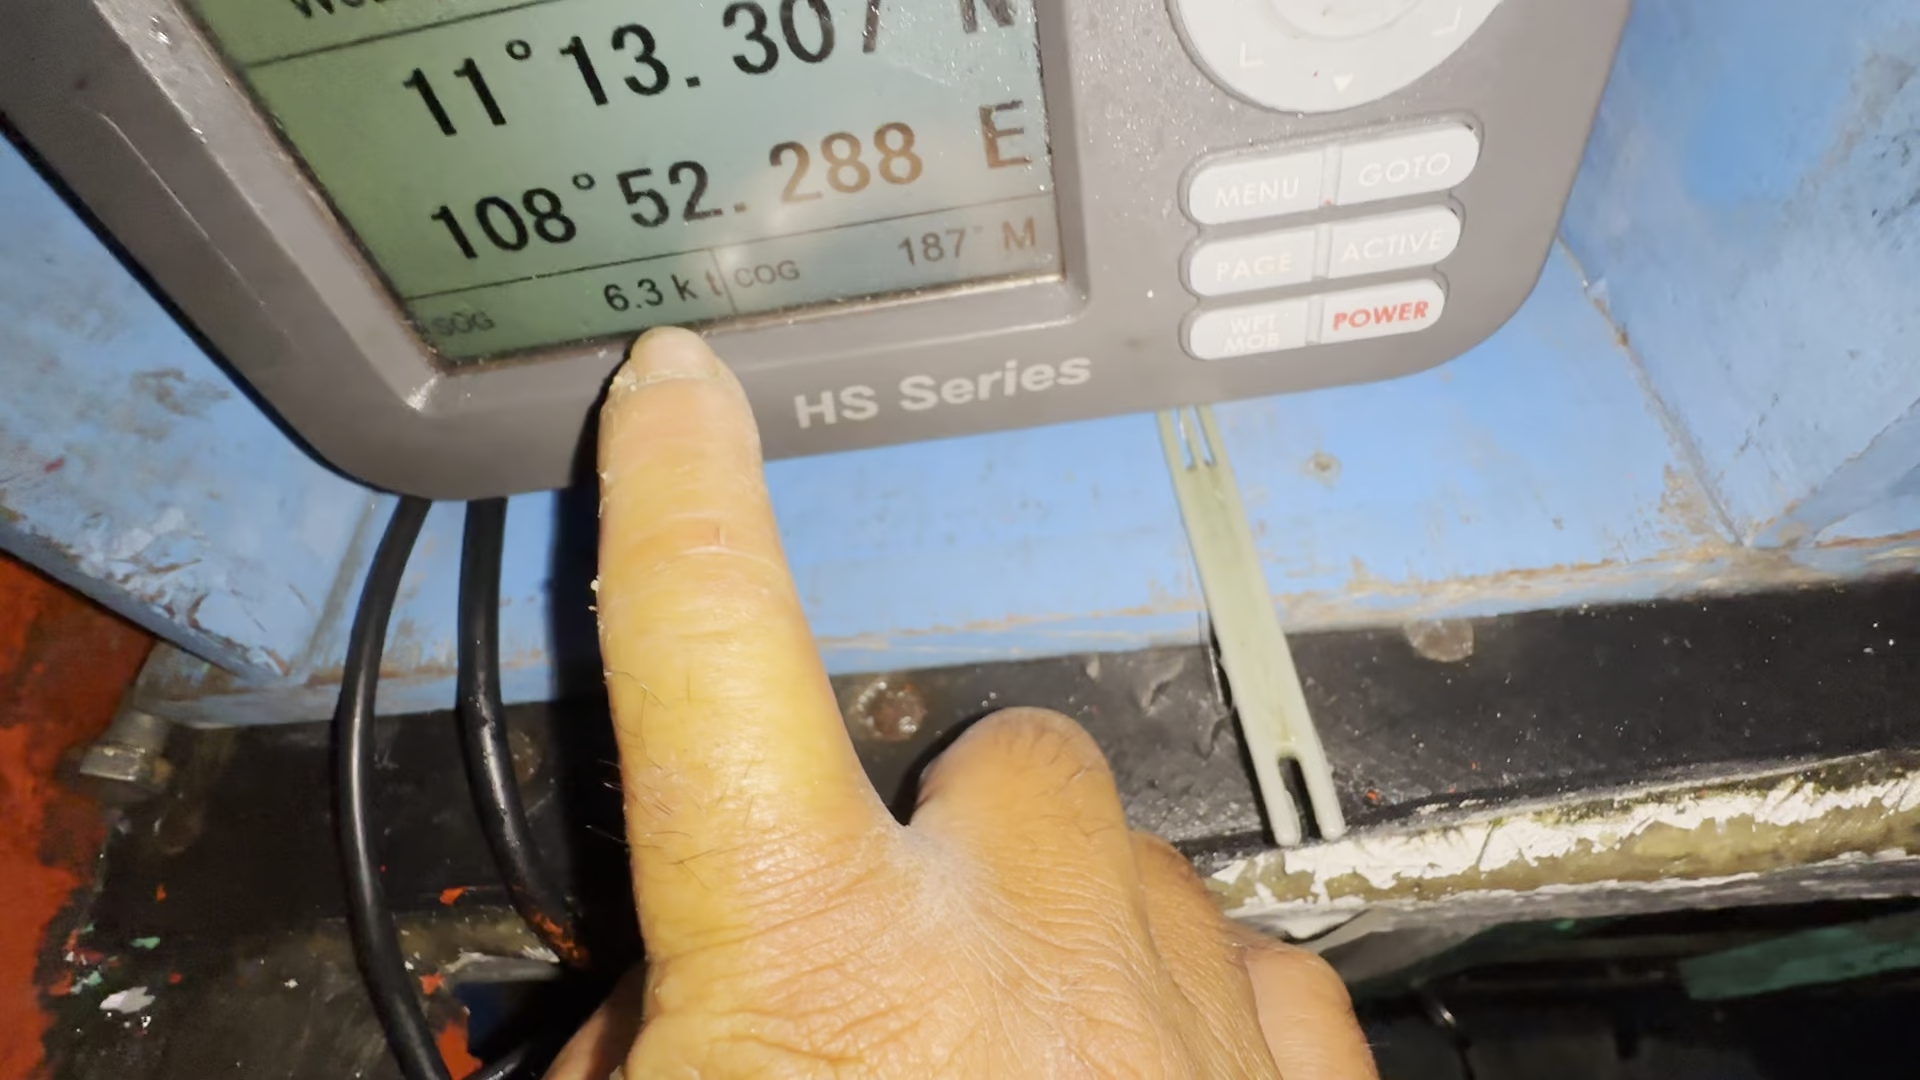 11°13.307 N
108°52.288 E
SOG 6.3 kt COG 187° M
MENU GOTO
PAGE ACTIVE
WPT MOB POWER
HS Series